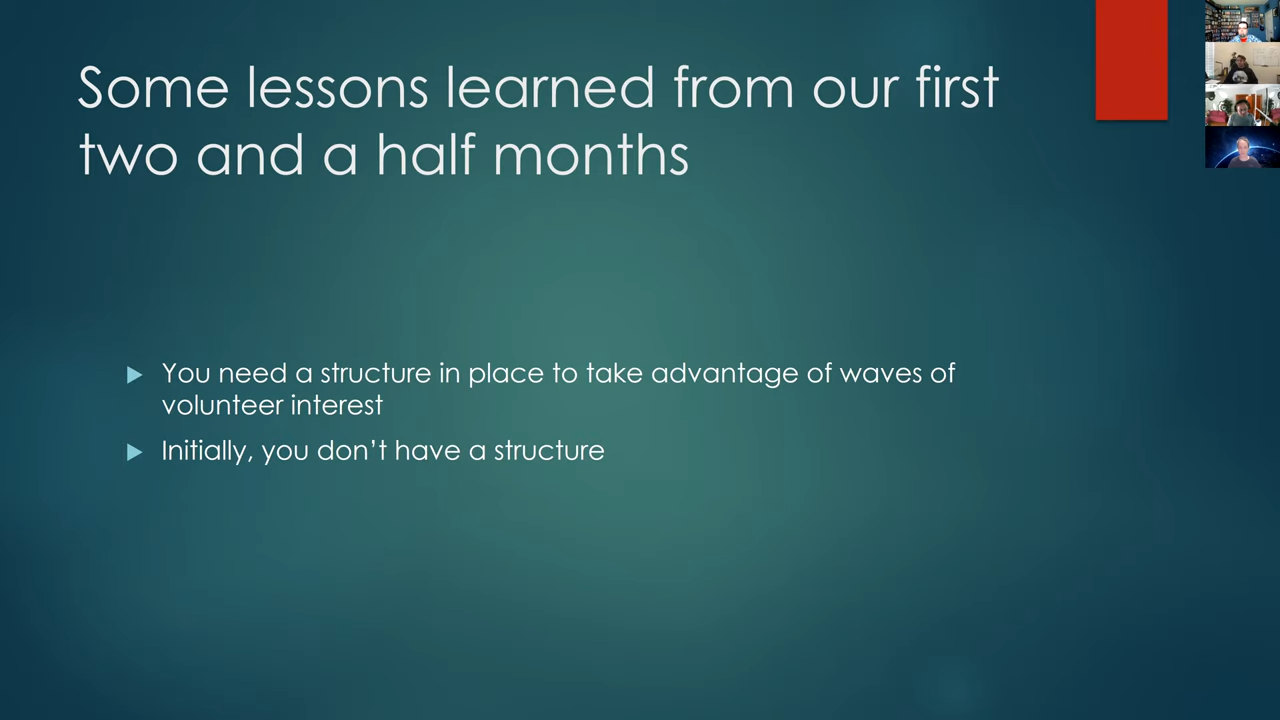 Some lessons learned from our first
two and a half months
You need a structure in place to take advantage of waves of
volunteer interest
Initially, you don’t have a structure